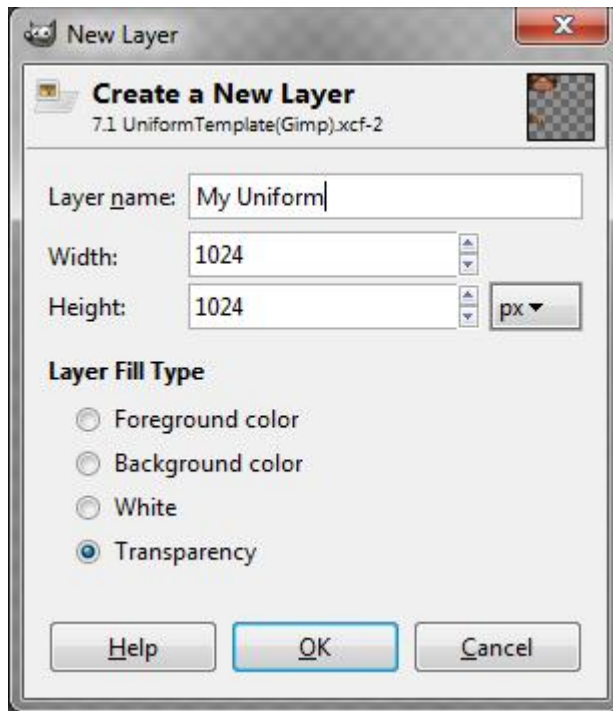 New Layer
Create a New Layer
7.1 UniformTemplate(Gimp).xcf-2
Layer name: My Uniform
Width: 1024
Height: 1024 px
Layer Fill Type
Foreground color
Background color
White
Transparency
Help OK Cancel